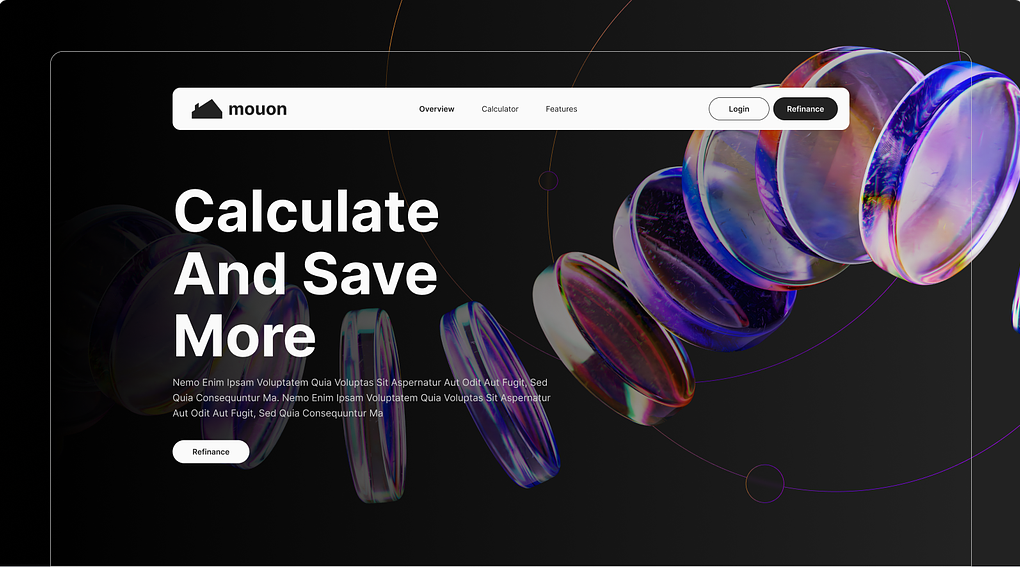 mouon
Overview
Calculator
Features
Login
Refinance
Calculate
And Save
More
Nemo Enim Ipsam Voluptatem Quia Voluptas Sit Aspernatur Aut Odit Aut Fugit, Sed
Quia Consequuntur Ma. Nemo Enim Ipsam Voluptatem Quia Voluptas Sit Aspernatur
Aut Odit Aut Fugit, Sed Quia Consequuntur Ma
Refinance